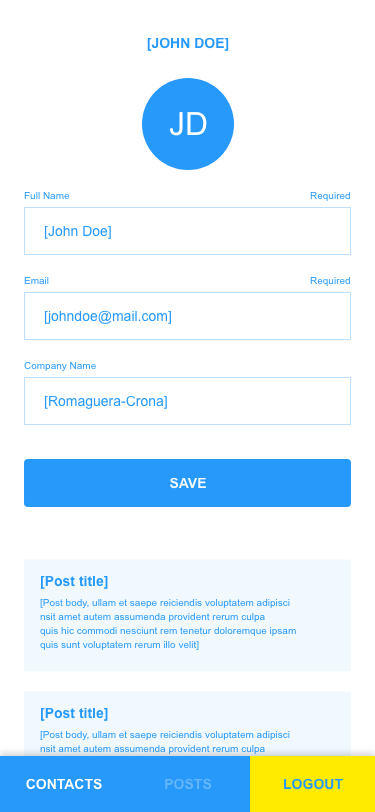 [JOHN DOE]
JD
Full Name Required
[John Doe]
Email Required
[johndoe@mail.com]
Company Name
[Romaguera-Crona]
SAVE
[Post title]
[Post body, ullam et saepe reiciendis voluptatem adipisci
nsit amet autem assumenda provident rerum culpa
quis hic commodi nesciunt rem tenetur doloremque ipsam
quis sunt voluptatem rerum illo velit]
[Post title]
[Post body, ullam et saepe reiciendis voluptatem adipisci
nsit amet autem assumenda provident rerum culpa
CONTACTS POSTS LOGOUT